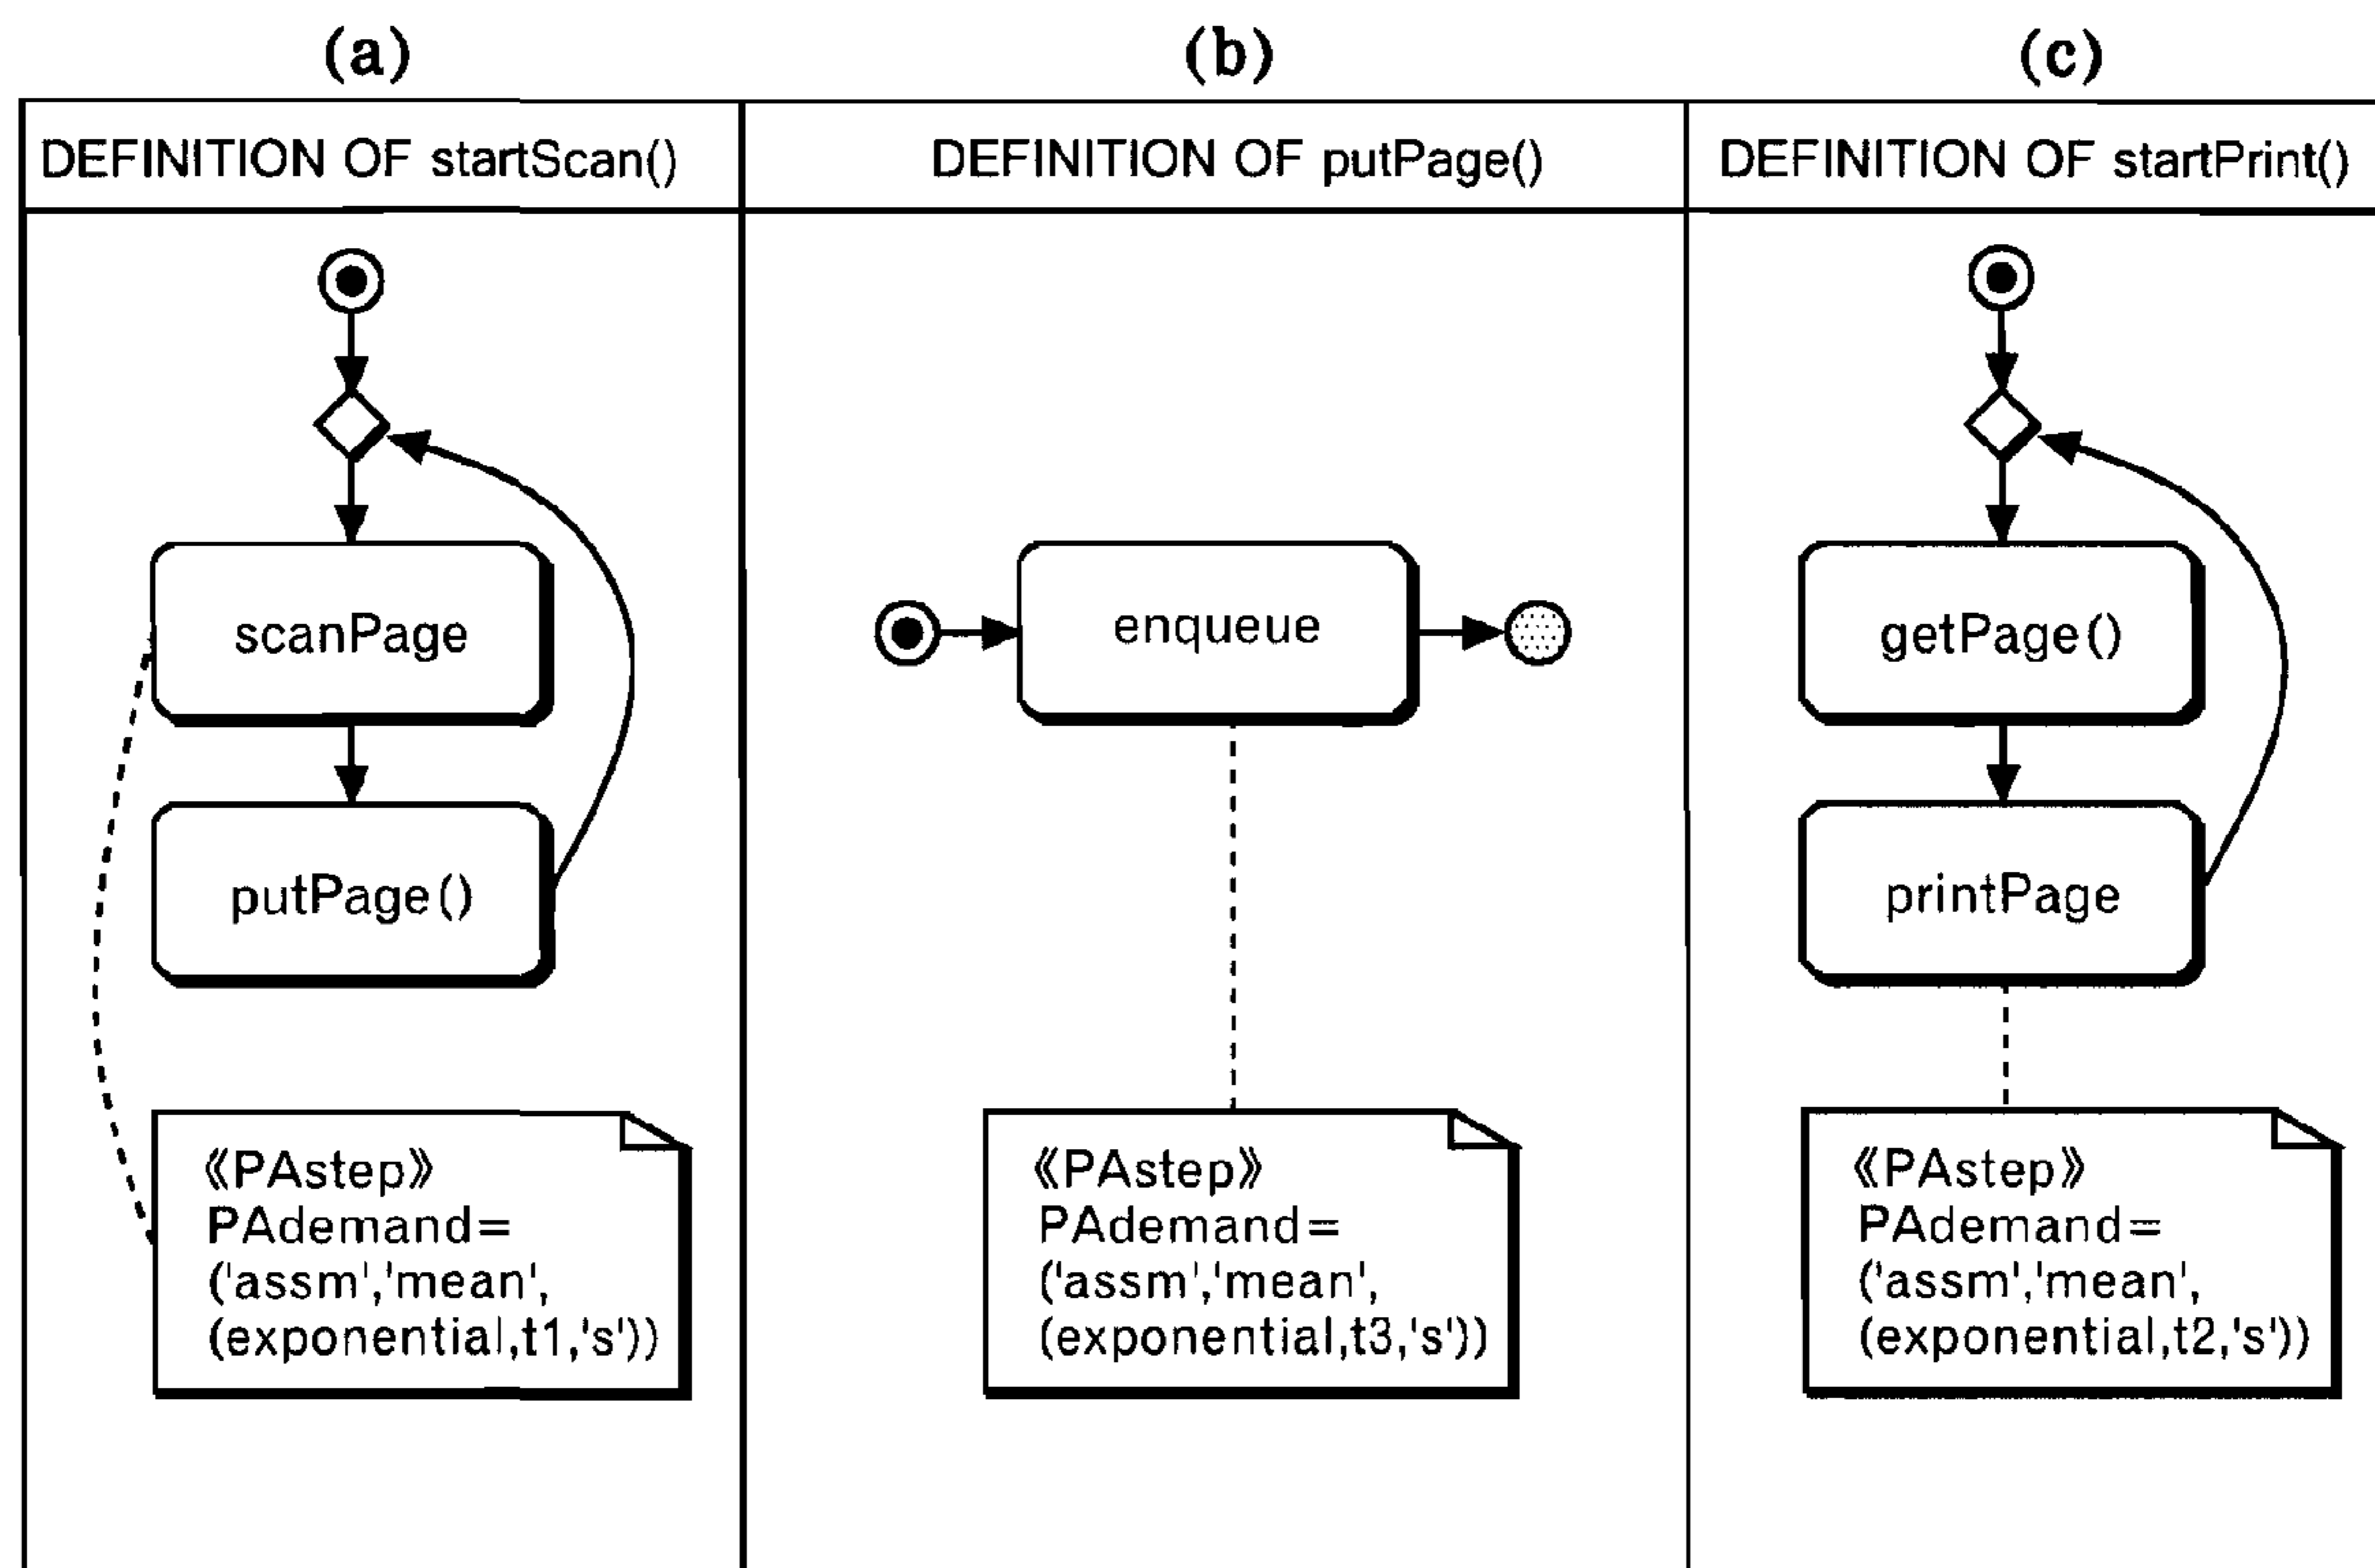 (a)
DEFINITION OF startScan()
scanPage
putPage()
《PAstep》
PAdemand=
('assm','mean',
(exponential,t1,'s'))
(b)
DEFINITION OF putPage()
enqueue
《PAstep》
PAdemand=
('assm','mean',
(exponential,t3,'s'))
(c)
DEFINITION OF startPrint()
getPage()
printPage
《PAstep》
PAdemand=
('assm','mean',
(exponential,t2,'s'))